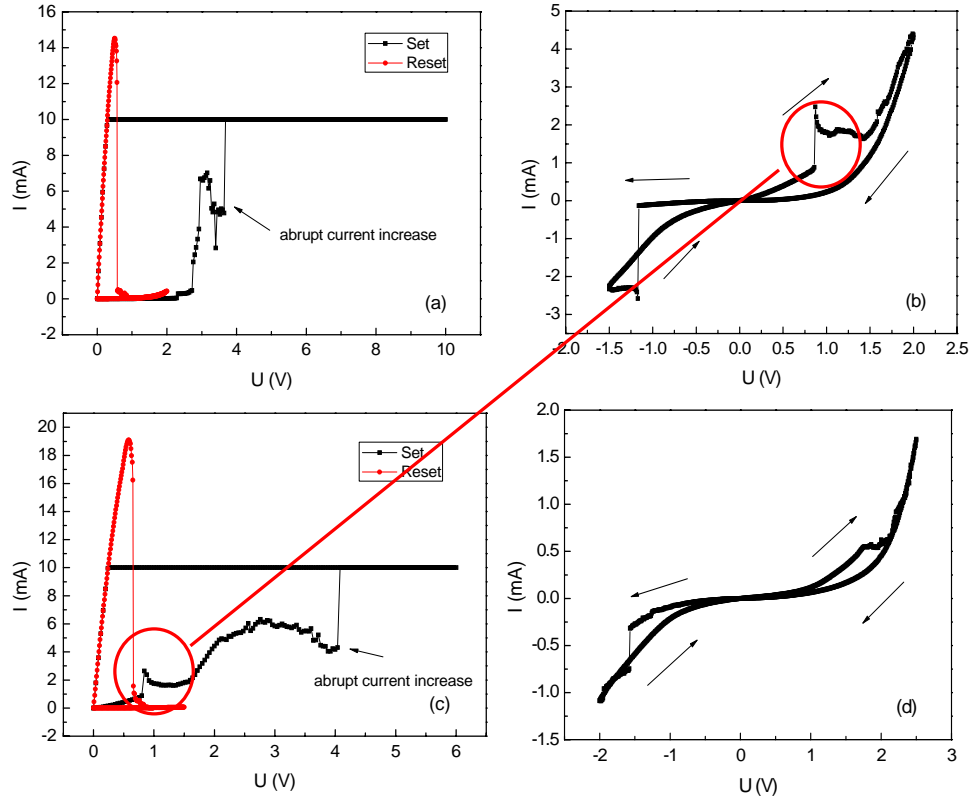 16
14
12
10
8
6
4
2
0
-2
I (mA)
Set
Reset
abrupt current increase
(a)
0 2 4 6 8 10
U (V)
5
4
3
2
1
0
-1
-2
-3
I (mA)
(b)
-2.0 -1.5 -1.0 -0.5 0.0 0.5 1.0 1.5 2.0 2.5
U (V)
20
18
16
14
12
10
8
6
4
2
0
I (mA)
Set
Reset
abrupt current increase
(c)
0 1 2 3 4 5 6
U (V)
2.0
1.5
1.0
0.5
0.0
-0.5
-1.0
-1.5
I (mA)
(d)
-2 -1 0 1 2
U (V)